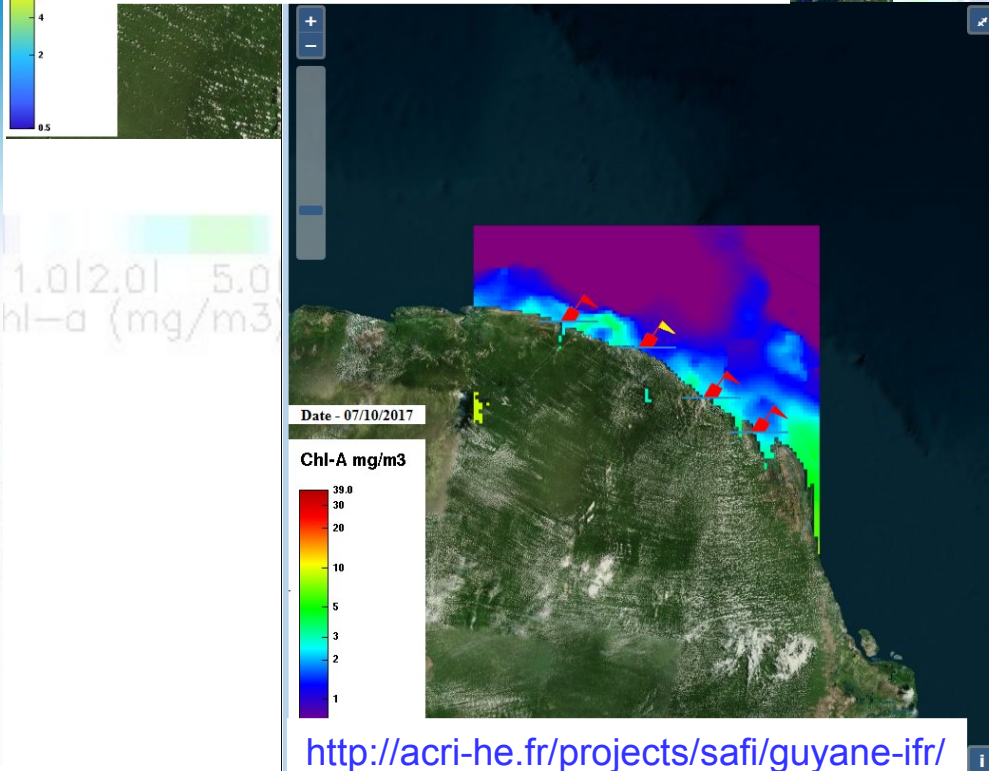 4
2
0.5
1.0|2.0| 5.0|
hl-a (mg/m3)
+
−
Date - 07/10/2017
Chl-A mg/m3
39.0
30
20
10
5
3
2
1
http://acri-he.fr/projects/safi/guyane-ifr/
i